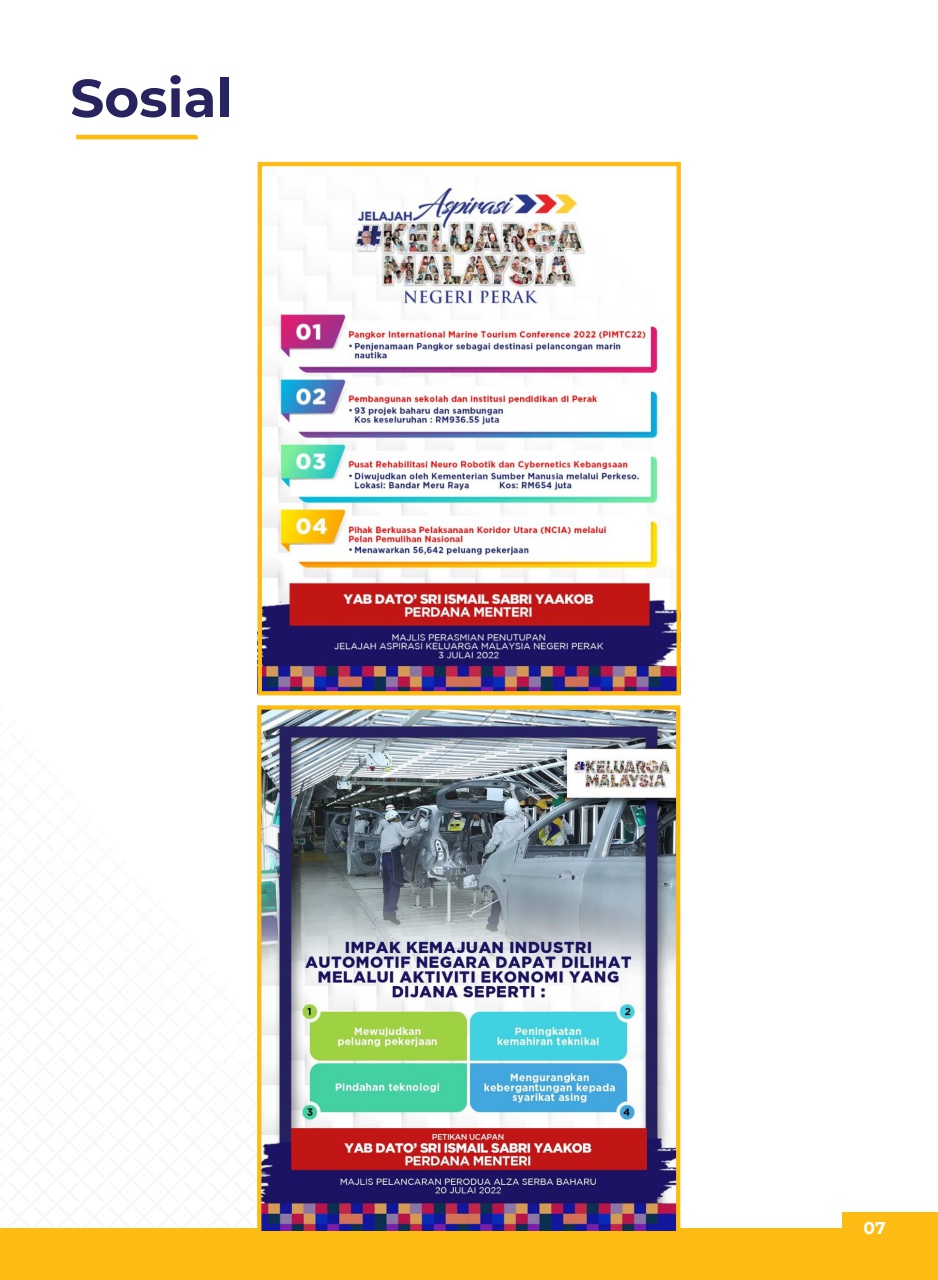 Sosial
JELAJAH Aspirasi
#KELUARGA
MALAYSIA
NEGERI PERAK
01
Pangkor International Marine Tourism Conference 2022 (PIMTC22)
• Penjenamaan Pangkor sebagai destinasi pelancongan marin
nautika
02
Pembangunan sekolah dan institusi pendidikan di Perak
• 93 projek baharu dan sambungan
Kos keseluruhan : RM936.55 juta
03
Pusat Rehabilitasi Neuro Robotik dan Cybernetics Kebangsaan
• Diwujudkan oleh Kementerian Sumber Manusia melalui Perkeso.
Lokasi: Bandar Meru Raya Kos: RM654 juta
04
Pihak Berkuasa Pelaksanaan Koridor Utara (NCIA) melalui
Pelan Pemulihan Nasional
• Menawarkan 56,642 peluang pekerjaan
YAB DATO' SRI ISMAIL SABRI YAAKOB
PERDANA MENTERI
MAJLIS PERASMIAN PENUTUPAN
JELAJAH ASPIRASI KELUARGA MALAYSIA NEGERI PERAK
3 JULAI 2022
#KELUARGA
MALAYSIA
IMPAK KEMAJUAN INDUSTRI
AUTOMOTIF NEGARA DAPAT DILIHAT
MELALUI AKTIVITI EKONOMI YANG
DIJANA SEPERTI :
1
Mewujudkan
peluang pekerjaan
2
Peningkatan
kemahiran teknikal
3
Pindahan teknologi
4
Mengurangkan
kebergantungan kepada
syarikat asing
PETIKAN UCAPAN
YAB DATO' SRI ISMAIL SABRI YAAKOB
PERDANA MENTERI
MAJLIS PELANCARAN PERODUA ALZA SERBA BAHARU
20 JULAI 2022
07